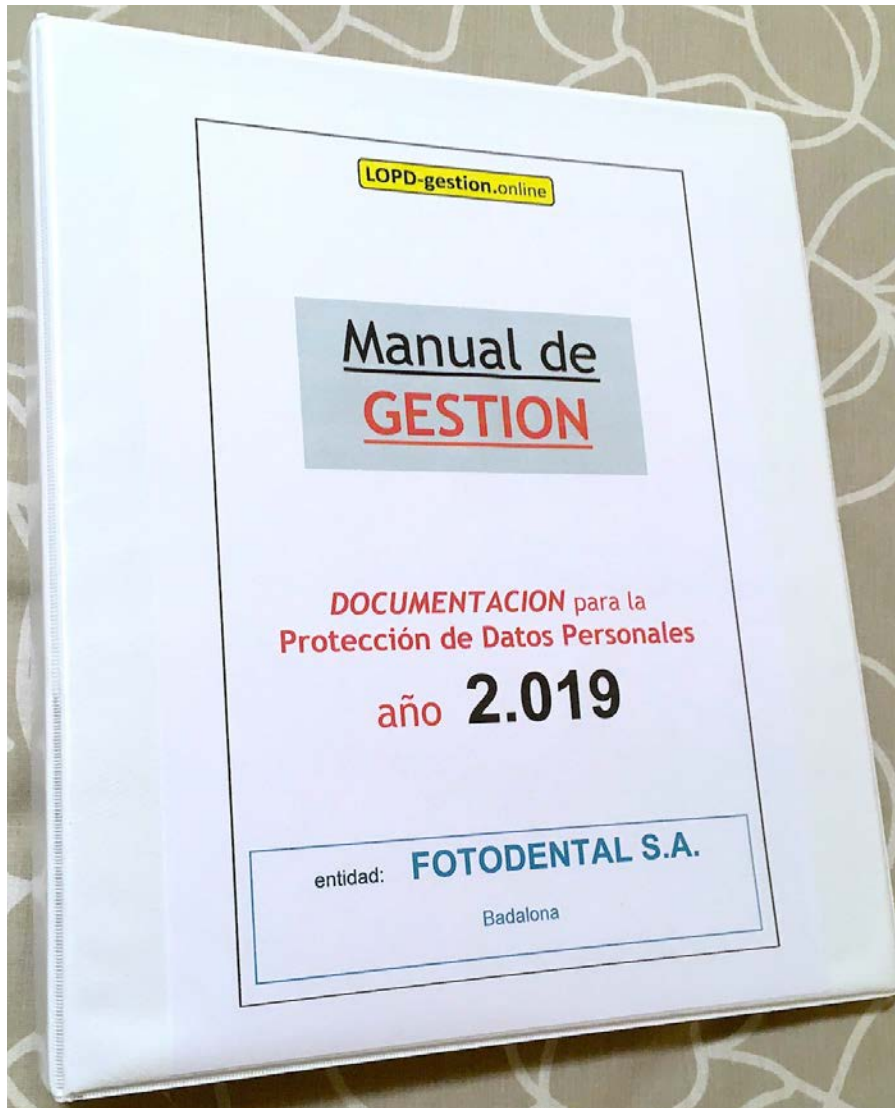 LOPD-gestion.online
Manual de
GESTION
DOCUMENTACION para la
Protección de Datos Personales
año 2.019
entidad: FOTODENTAL S.A.
Badalona